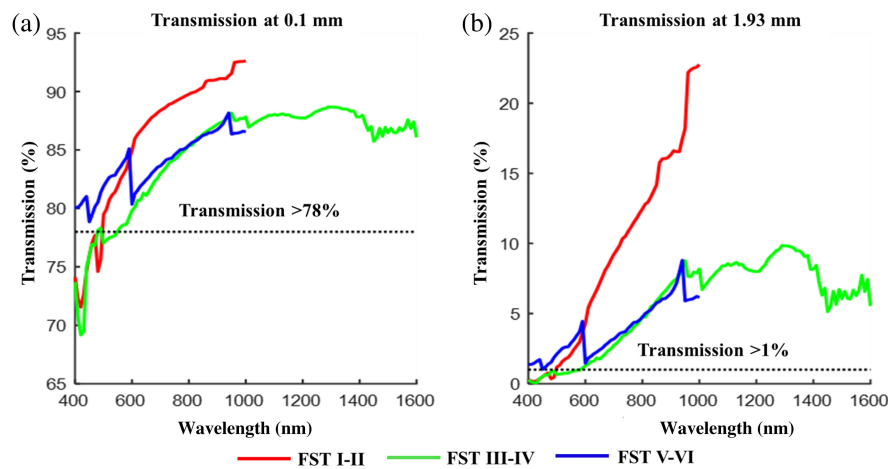 (a)
Transmission at 0.1 mm
Transmission (%)
95
90
85
80
75
70
65
Transmission >78%
400 600 800 1000 1200 1400 1600
Wavelength (nm)
(b)
Transmission at 1.93 mm
Transmission (%)
25
20
15
10
5
0
Transmission >1%
400 600 800 1000 1200 1400 1600
Wavelength (nm)
FST I-II FST III-IV FST V-VI